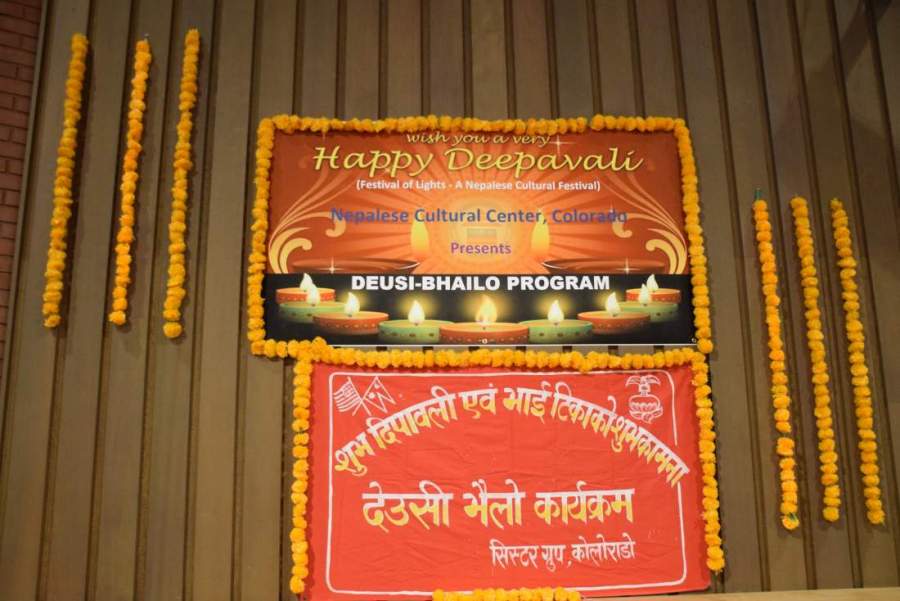 wish you a very
Happy Deepavali
(Festival of Lights - A Nepalese Cultural Festival)
Nepalese Cultural Center, Colorado
Presents
DEUSI-BHAILO PROGRAM
शुभ दिपावली एवं भाई टिकाको शुभकामना
देउसी भैलो कार्यक्रम
सिस्टर ग्रुप, कोलोराडो